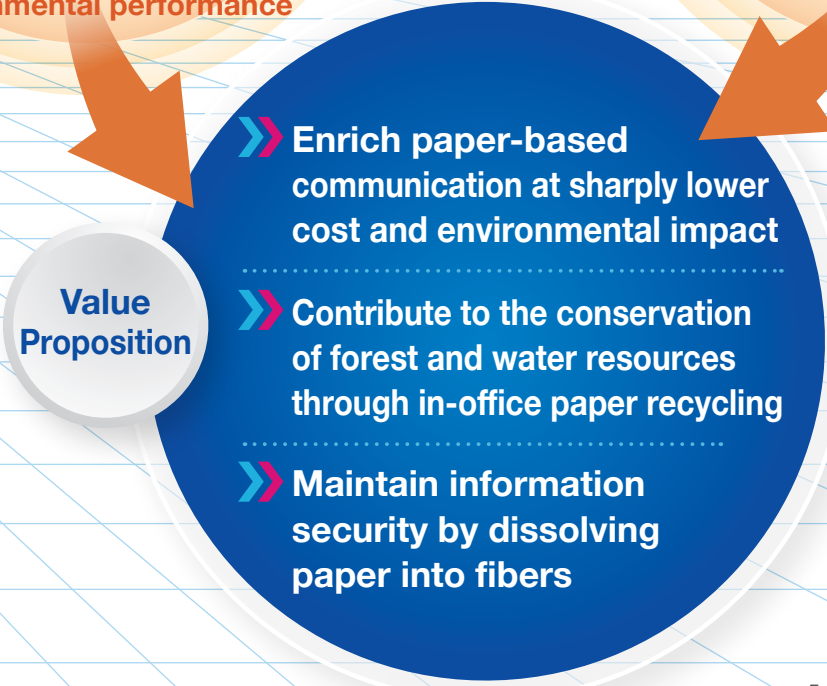 performance
Enrich paper-based
communication at sharply lower
cost and environmental impact
Value
Proposition
Contribute to the conservation
of forest and water resources
through in-office paper recycling
Maintain information
security by dissolving
paper into fibers